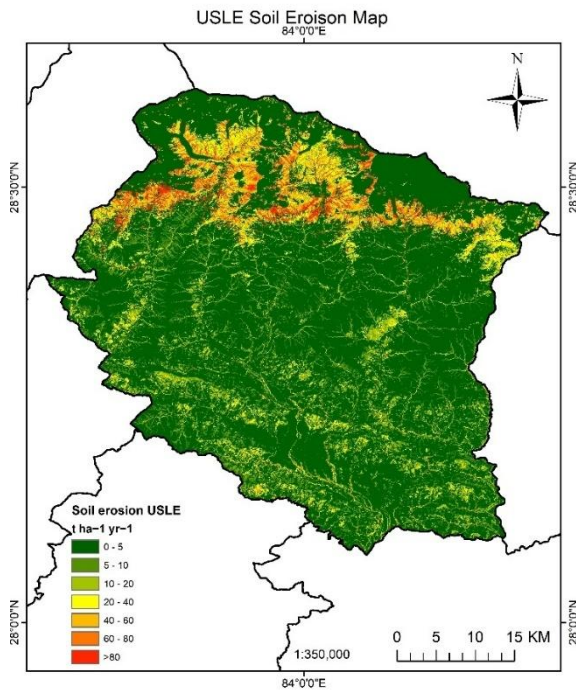 USLE Soil Eroison Map
84°0'0"E
N
28°30'0"N
28°30'0"N
Soil erosion USLE
t ha−1 yr−1
0 - 5
5 - 10
10 - 20
20 - 40
40 - 60
60 - 80
>80
28°0'0"N
28°0'0"N
1:350,000
0 5 10 15 KM
84°0'0"E